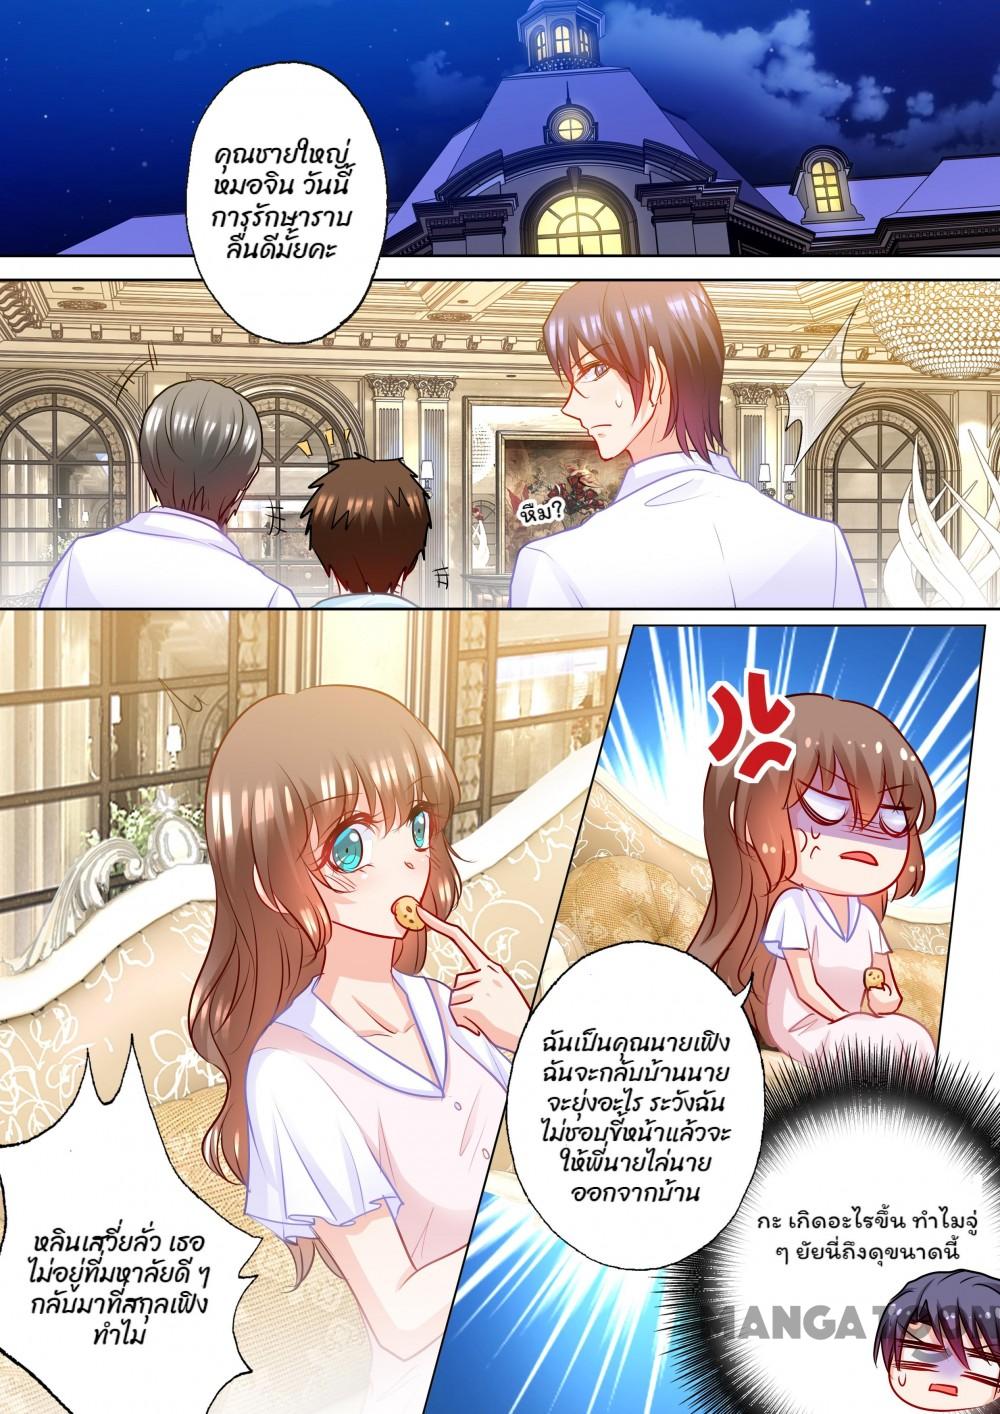 คุณชายใหญ่
หมอจิน วันนี้
การรักษาราบ
ลื่นดีมั้ยคะ
หืม?
หลินเสวี่ยลั่ว เธอ
ไม่อยู่ที่มหาลัยดี ๆ
กลับมาที่สกุลเฟิง
ทำไม
ฉันเป็นคุณนายเฟิง
ฉันจะกลับบ้านนาย
จะยุ่งอะไร ระวังฉัน
ไม่ชอบขี้หน้าแล้วจะ
ให้พี่นายไล่นาย
ออกจากบ้าน
กะ เกิดอะไรขึ้น ทำไมจู่
ๆ ยัยนี่ถึงดุขนาดนี้
MANGA TOON